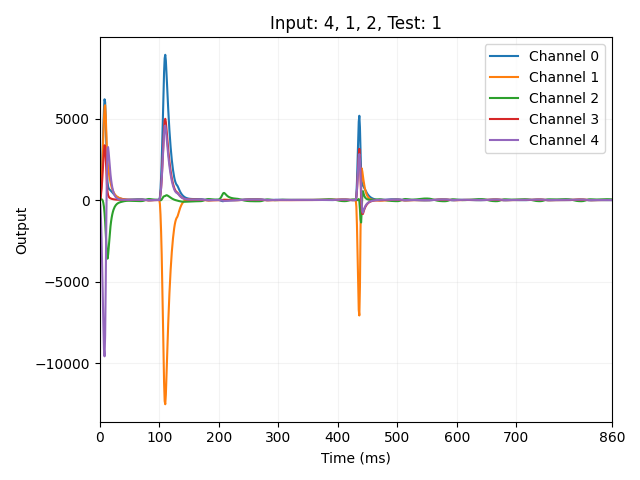 Input: 4, 1, 2, Test: 1
Channel 0
Channel 1
Channel 2
Channel 3
Channel 4
5000
0
−5000
−10000
Output
0 100 200 300 400 500 600 700 860
Time (ms)